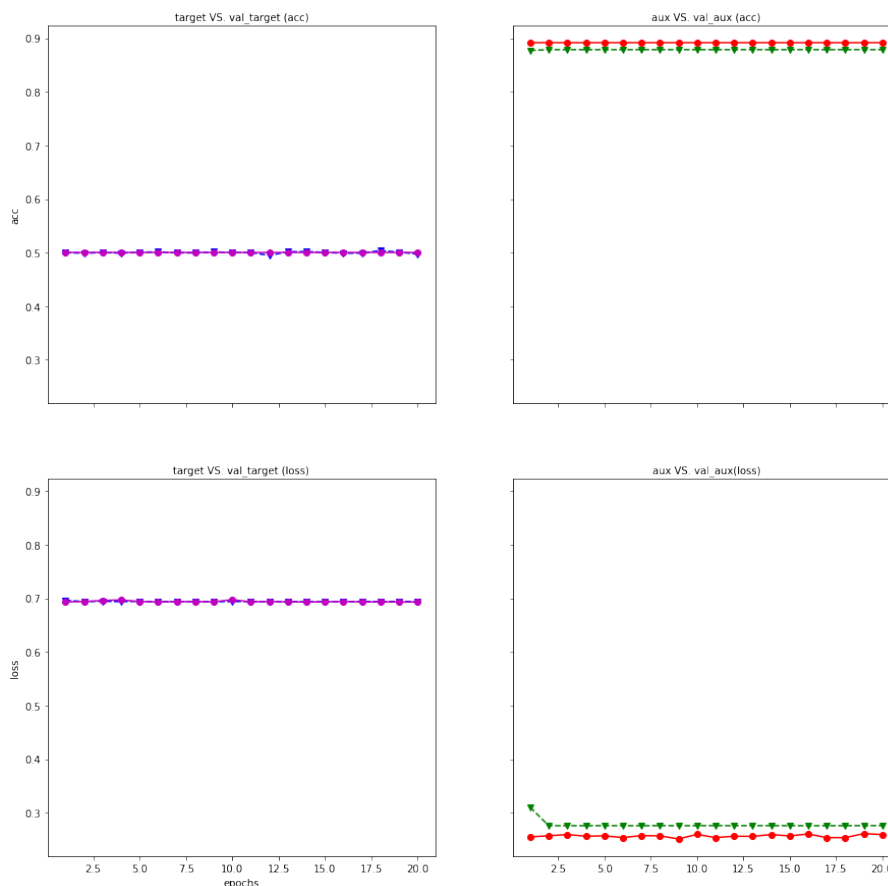 target VS. val_target (acc)
aux VS. val_aux (acc)
0.9
0.8
0.7
0.6
0.5
0.4
0.3
acc
target VS. val_target (loss)
aux VS. val_aux(loss)
0.9
0.8
0.7
0.6
0.5
0.4
0.3
loss
2.5 5.0 7.5 10.0 12.5 15.0 17.5 20.0
2.5 5.0 7.5 10.0 12.5 15.0 17.5 20.0
epochs